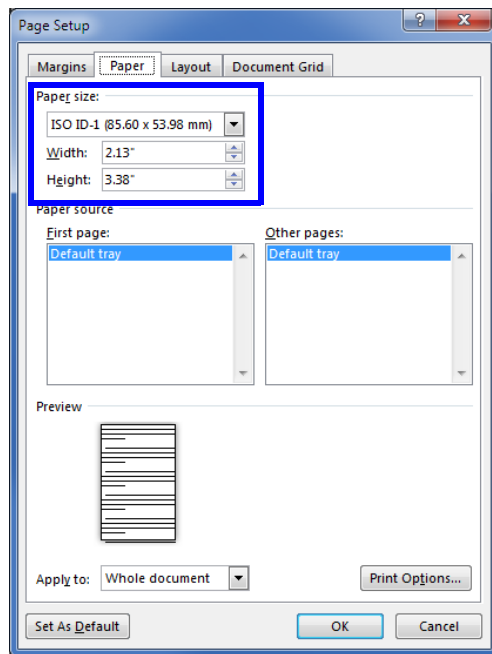 Page Setup
Margins Paper Layout Document Grid
Paper size:
ISO ID-1 (85.60 x 53.98 mm)
Width: 2.13"
Height: 3.38"
Paper source
First page: Other pages:
Default tray Default tray
Preview
Apply to: Whole document Print Options...
Set As Default OK Cancel